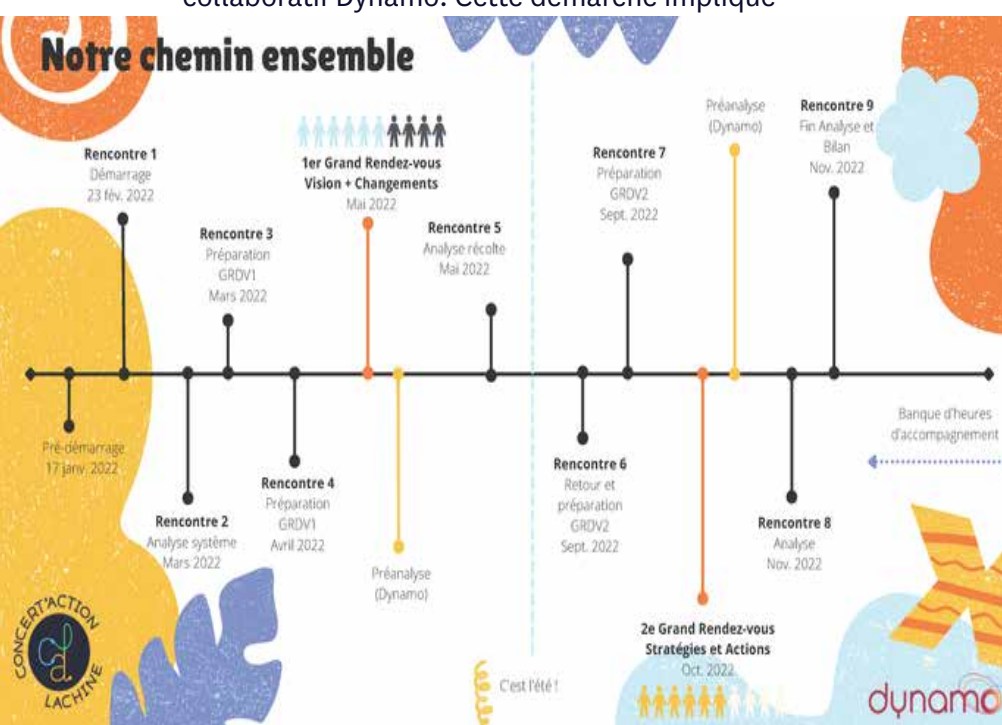 collaboratif Dynamo. Cette démarche implique
Notre chemin ensemble
Rencontre 1
Démarrage
23 fév. 2022
Rencontre 3
Préparation
GRDV1
Mars 2022
1er Grand Rendez-vous
Vision + Changements
Mai 2022
Rencontre 5
Analyse récolte
Mai 2022
Rencontre 7
Préparation
GRDV2
Sept. 2022
Préanalyse
(Dynamo)
Rencontre 9
Fin Analyse et
Bilan
Nov. 2022
Pré-démarrage
17 janv. 2022
Rencontre 2
Analyse système
Mars 2022
Rencontre 4
Préparation
GRDV1
Avril 2022
Préanalyse
(Dynamo)
C'est l'été !
Rencontre 6
Retour et
préparation
GRDV2
Sept. 2022
2e Grand Rendez-vous
Stratégies et Actions
Oct. 2022
Rencontre 8
Analyse
Nov. 2022
Banque d'heures
d'accompagnement
CONCERT'ACTION
LACHINE
dynamo